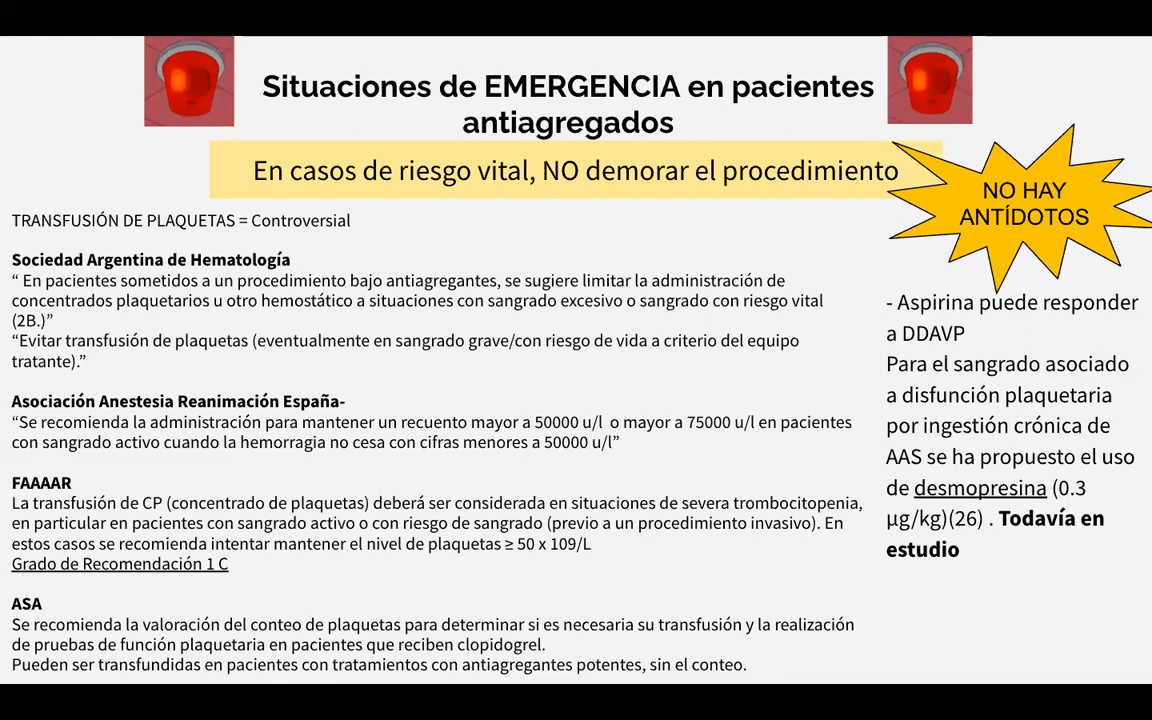 Situaciones de EMERGENCIA en pacientes
antiagregados
En casos de riesgo vital, NO demorar el procedimiento
NO HAY
ANTÍDOTOS
TRANSFUSIÓN DE PLAQUETAS = Controversial
Sociedad Argentina de Hematología
“ En pacientes sometidos a un procedimiento bajo antiagregantes, se sugiere limitar la administración de
concentrados plaquetarios u otro hemostático a situaciones con sangrado excesivo o sangrado con riesgo vital
(2B.)”
“Evitar transfusión de plaquetas (eventualmente en sangrado grave/con riesgo de vida a criterio del equipo
tratante).”
Asociación Anestesia Reanimación España-
“Se recomienda la administración para mantener un recuento mayor a 50000 u/l o mayor a 75000 u/l en pacientes
con sangrado activo cuando la hemorragia no cesa con cifras menores a 50000 u/l”
FAAAAR
La transfusión de CP (concentrado de plaquetas) deberá ser considerada en situaciones de severa trombocitopenia,
en particular en pacientes con sangrado activo o con riesgo de sangrado (previo a un procedimiento invasivo). En
estos casos se recomienda intentar mantener el nivel de plaquetas ≥ 50 x 109/L
Grado de Recomendación 1 C
ASA
Se recomienda la valoración del conteo de plaquetas para determinar si es necesaria su transfusión y la realización
de pruebas de función plaquetaria en pacientes que reciben clopidogrel.
Pueden ser transfundidas en pacientes con tratamientos con antiagregantes potentes, sin el conteo.
- Aspirina puede responder
a DDAVP
Para el sangrado asociado
a disfunción plaquetaria
por ingestión crónica de
AAS se ha propuesto el uso
de desmopresina (0.3
µg/kg)(26) . Todavía en
estudio